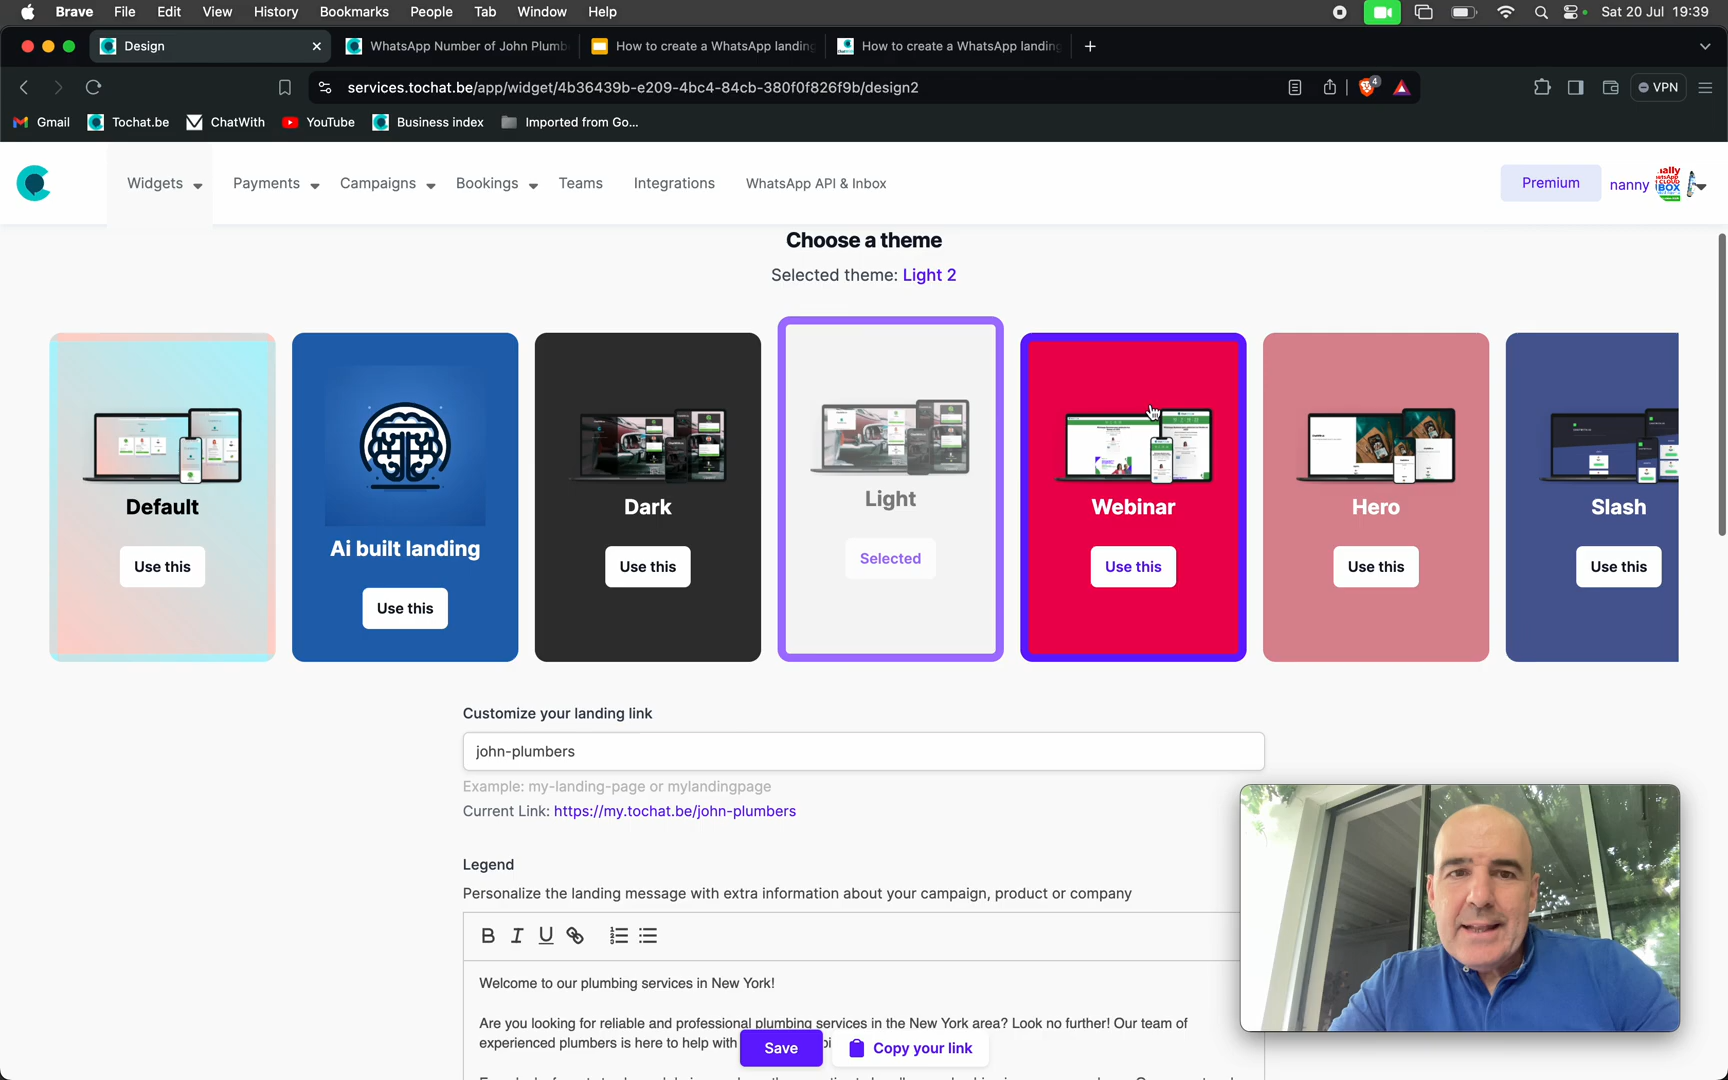 Brave File Edit View History Bookmarks People Tab Window Help Sat 20 Jul 19:39
Design WhatsApp Number of John Plumb How to create a WhatsApp landing How to create a WhatsApp landing
services.tochat.be/app/widget/4b36439b-e209-4bc4-84cb-380f0f826f9b/design2 4 VPN
Gmail Tochat.be ChatWith YouTube Business index Imported from Go...
Widgets Payments Campaigns Bookings Teams Integrations WhatsApp API & Inbox Premium nanny
Choose a theme
Selected theme: Light 2
Default Ai built landing Dark Light Webinar Hero Slash
Use this Use this Use this Selected Use this Use this Use this
Customize your landing link
john-plumbers
Example: my-landing-page or mylandingpage
Current Link: https://my.tochat.be/john-plumbers
Legend
Personalize the landing message with extra information about your campaign, product or company
B I U
Welcome to our plumbing services in New York!
Are you looking for reliable and professional plumbing services in the New York area? Look no further! Our team of
experienced plumbers is here to help with
Save Copy your link